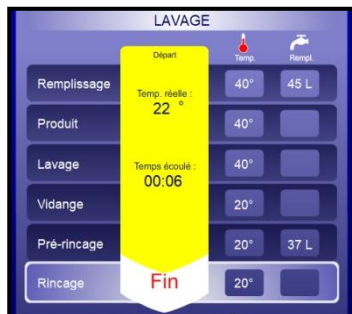 LAVAGE
Départ
Temp.
Rempl.
Remplissage
Temp. réelle :
22 °
40°
45 L
Produit
40°
Lavage
Temps écoulé :
00:06
40°
Vidange
20°
Pré-rincage
20°
37 L
Rincage
Fin
20°